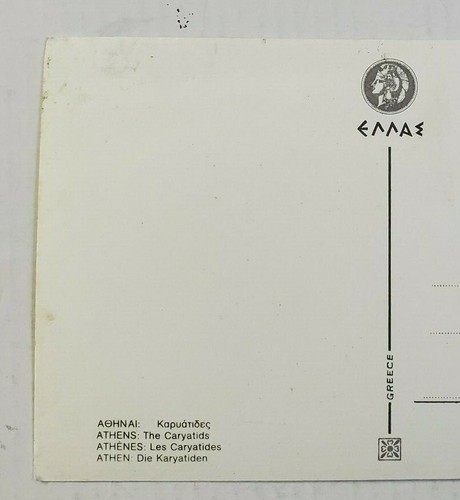 ΕΛΛΑΣ
GREECE
ΑΘΗΝΑΙ: Καρυάτιδες
ATHENS: The Caryatids
ATHÈNES: Les Caryatides
ATHEN: Die Karyatiden